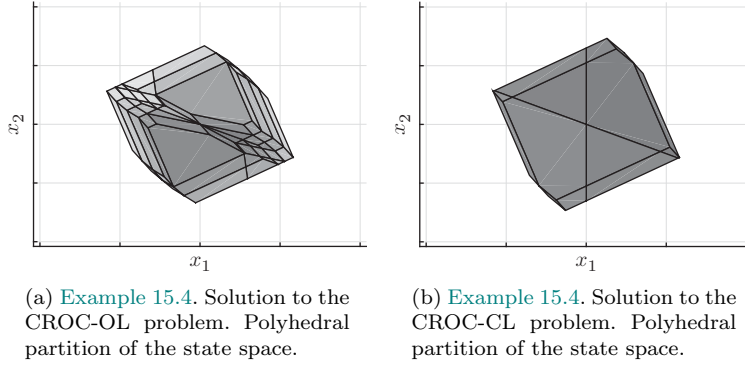 x2
x1
(a) Example 15.4. Solution to the
CROC-OL problem. Polyhedral
partition of the state space.
x2
x1
(b) Example 15.4. Solution to the
CROC-CL problem. Polyhedral
partition of the state space.